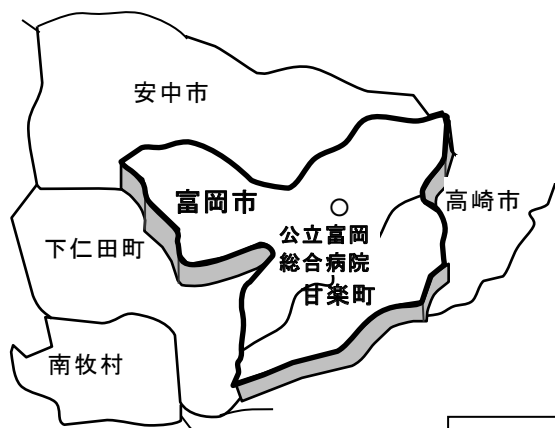 安中市
富岡市
高崎市
公立富岡
総合病院
下仁田町
甘楽町
南牧村